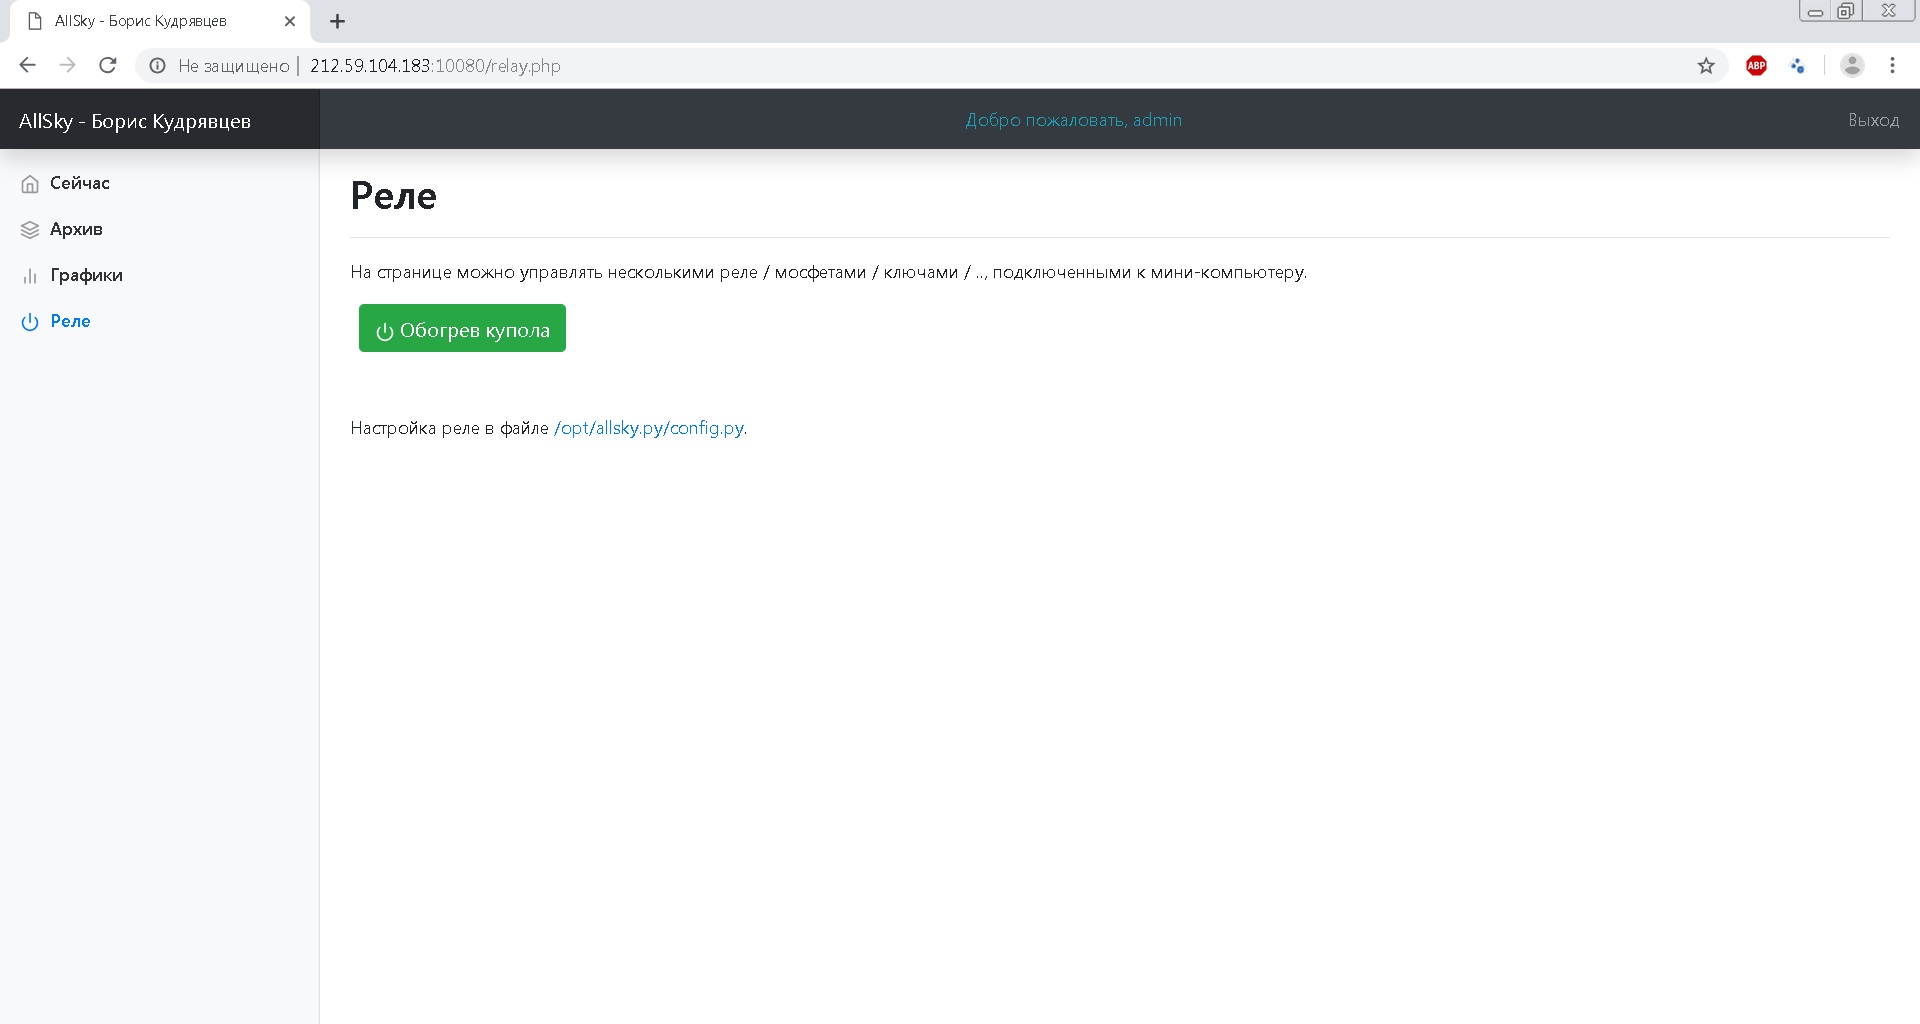 AllSky - Борис Кудрявцев
Не защищено | 212.59.104.183:10080/relay.php
ABP
AllSky - Борис Кудрявцев
Добро пожаловать, admin
Выход
Сейчас
Архив
Графики
Реле
Реле
На странице можно управлять несколькими реле / мосфетами / ключами / .., подключенными к мини-компьютеру.
Обогрев купола
Настройка реле в файле /opt/allsky.py/config.py.